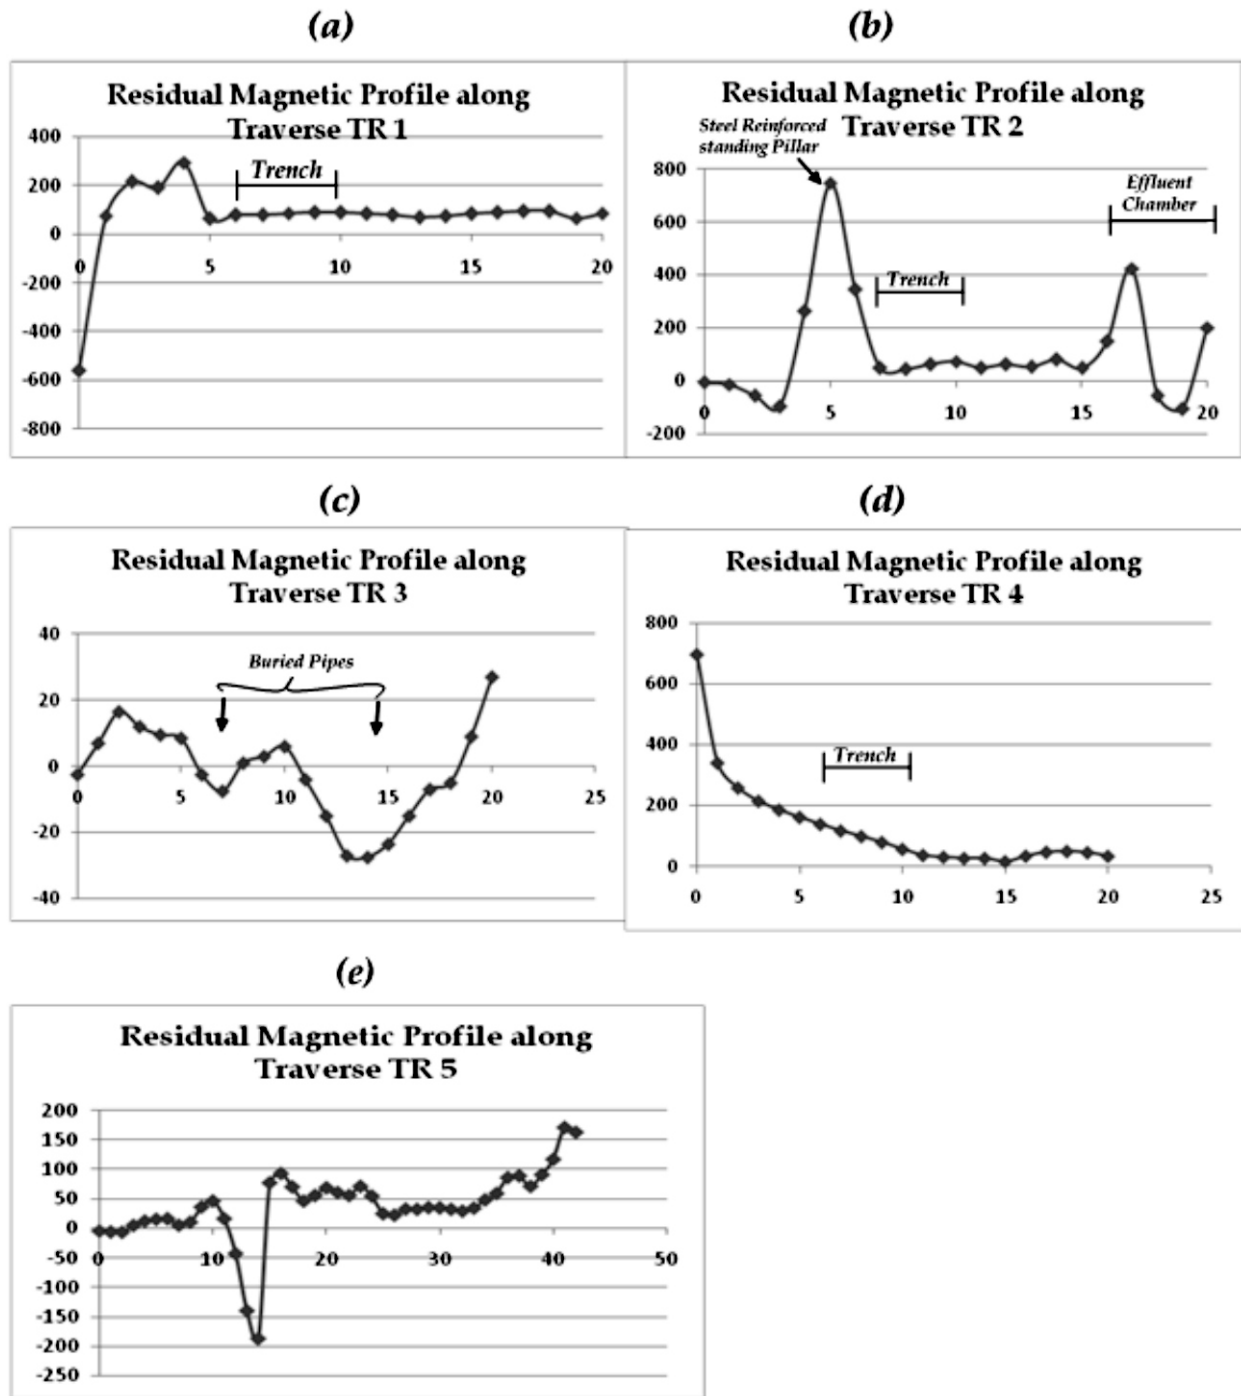 (a)
Residual Magnetic Profile along
Traverse TR 1
400
200
0
-200
-400
-600
-800
0
5
10
15
20
Trench
(b)
Residual Magnetic Profile along
Traverse TR 2
Steel Reinforced
standing Pillar
800
600
400
200
0
-200
0
5
10
15
20
Trench
Effluent
Chamber
(c)
Residual Magnetic Profile along
Traverse TR 3
40
20
0
-20
-40
0
5
10
15
20
25
Buried Pipes
(d)
Residual Magnetic Profile along
Traverse TR 4
800
600
400
200
0
0
5
10
15
20
25
Trench
(e)
Residual Magnetic Profile along
Traverse TR 5
200
150
100
50
0
-50
-100
-150
-200
-250
0
10
20
30
40
50